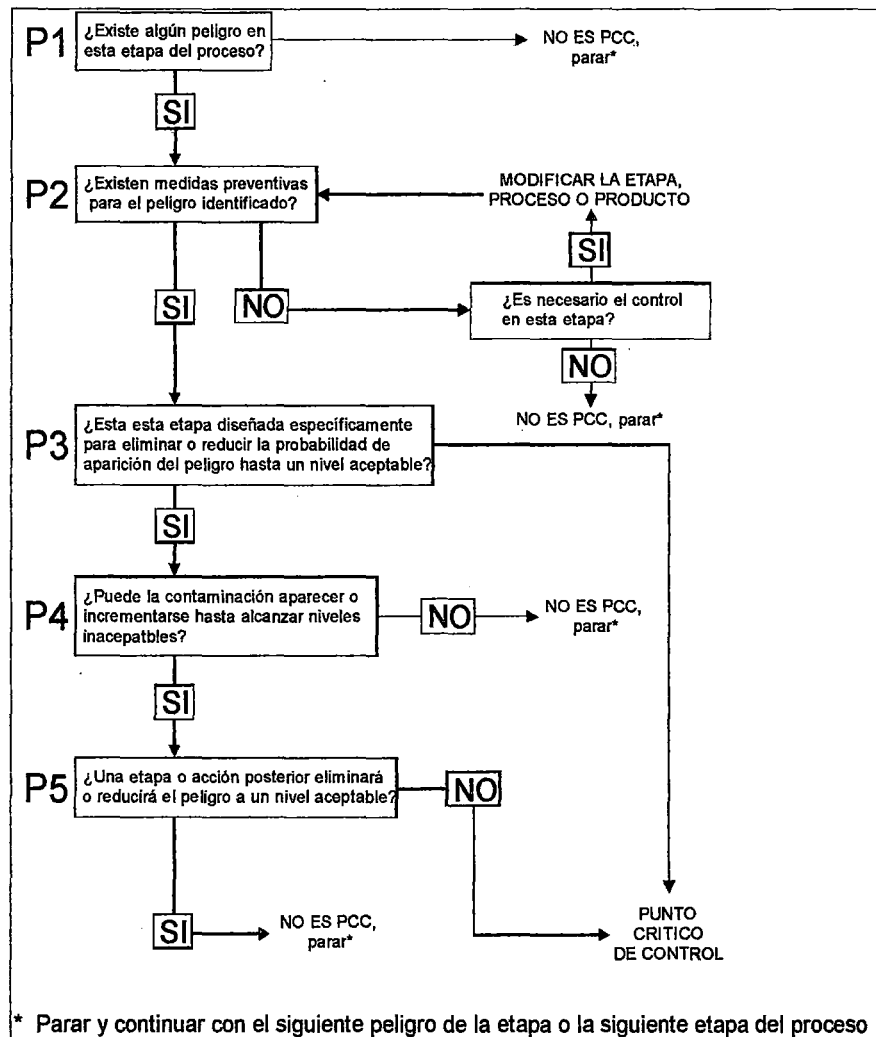 P1
¿Existe algún peligro en
esta etapa del proceso?
NO ES PCC,
parar*
SI
P2
¿Existen medidas preventivas
para el peligro identificado?
MODIFICAR LA ETAPA,
PROCESO O PRODUCTO
SI
SI
NO
¿Es necesario el control
en esta etapa?
NO
NO ES PCC, parar*
P3
¿Esta esta etapa diseñada específicamente
para eliminar o reducir la probabilidad de
aparición del peligro hasta un nivel aceptable?
SI
P4
¿Puede la contaminación aparecer o
incrementarse hasta alcanzar niveles
inacepatbles?
NO
NO ES PCC,
parar*
SI
P5
¿Una etapa o acción posterior eliminará
o reducirá el peligro a un nivel aceptable?
NO
SI
NO ES PCC,
parar*
PUNTO
CRITICO
DE CONTROL
* Parar y continuar con el siguiente peligro de la etapa o la siguiente etapa del proceso